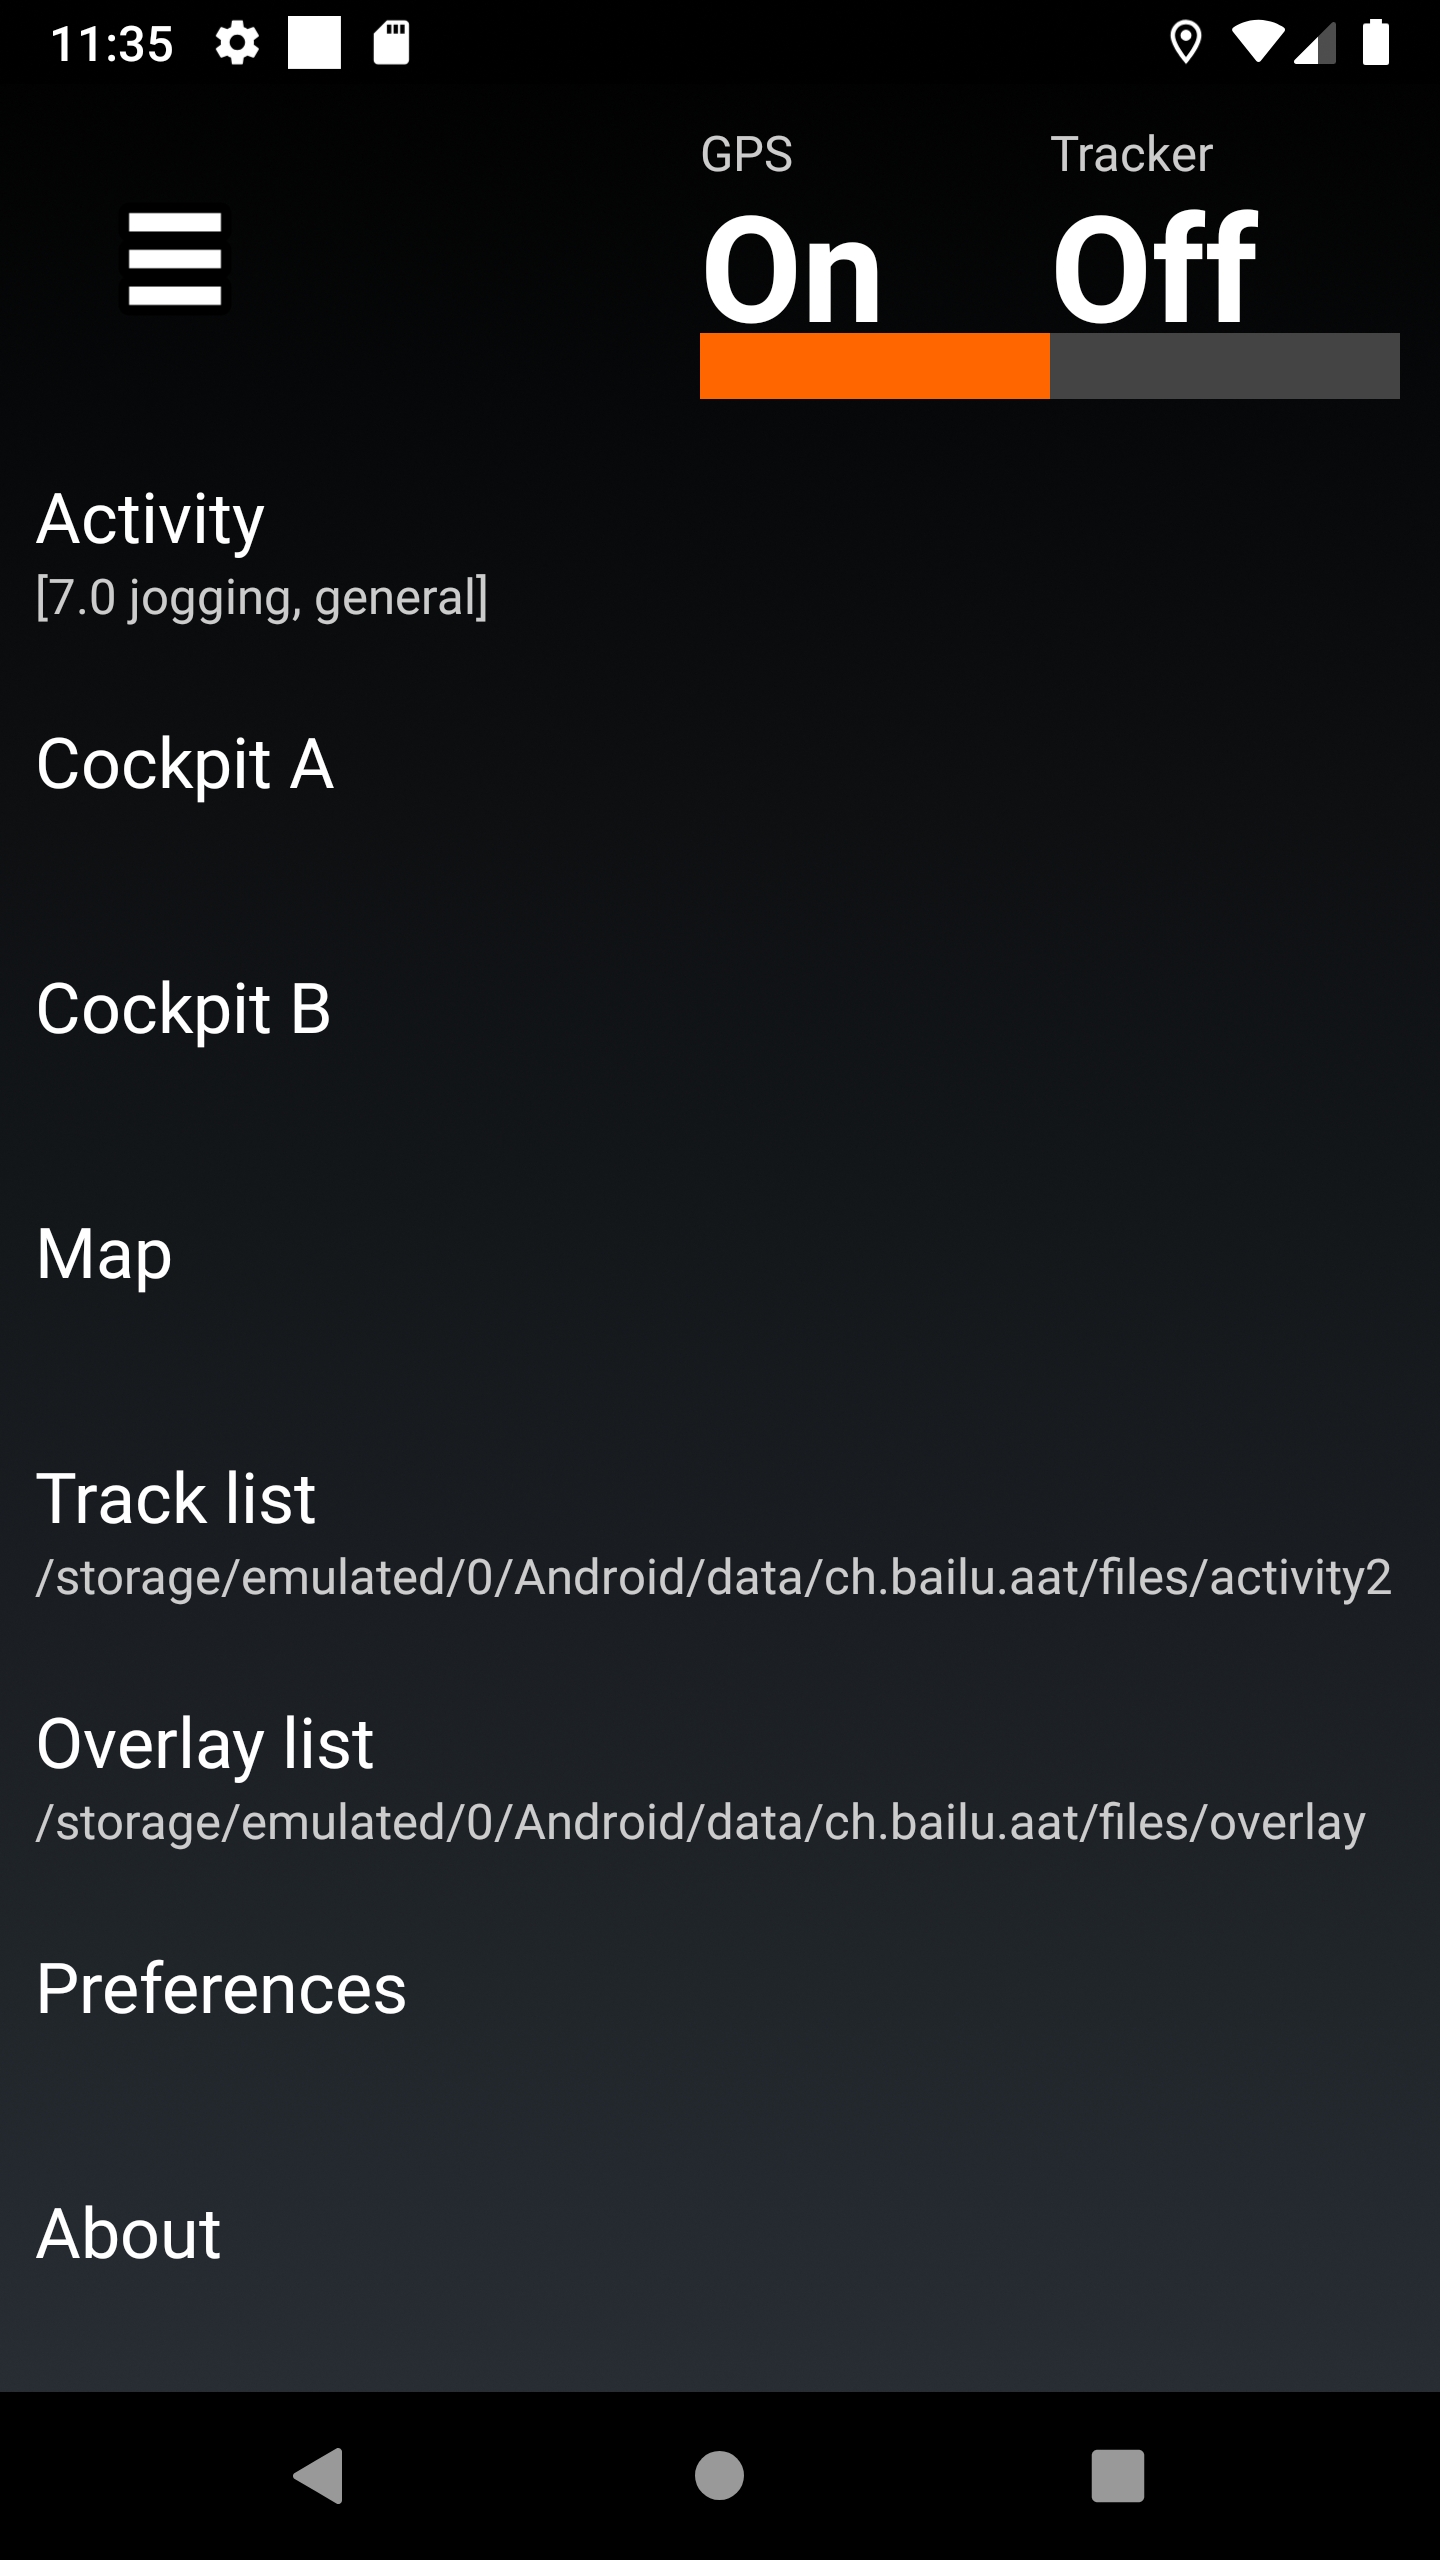 11:35
GPS Tracker
On Off
Activity
[7.0 jogging, general]
Cockpit A
Cockpit B
Map
Track list
/storage/emulated/0/Android/data/ch.bailu.aat/files/activity2
Overlay list
/storage/emulated/0/Android/data/ch.bailu.aat/files/overlay
Preferences
About